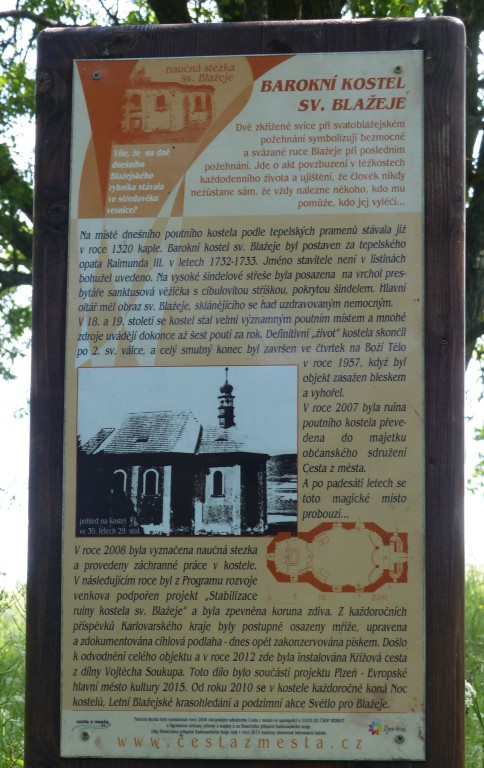 naučná stezka
sv. Blažeje
BAROKNÍ KOSTEL
SV. BLAŽEJE
Víte, že na dně
dnešního
Blažejského
rybníka stávala
ve středověku
vesnice?
Dvě zkřížené svíce při svatoblažejském
požehnání symbolizují bezmocné
a svázané ruce Blažeje při posledním
požehnání. Jde o akt povzbuzení v těžkostech
každodenního života a ujištění, že člověk nikdy
nezůstane sám, že vždy nalezne někoho, kdo mu
pomůže, kdo jej vyléčí...
Na místě dnešního poutního kostela podle tepelských pramenů stávala již
v roce 1320 kaple. Barokní kostel sv. Blažeje byl postaven za tepelského
opata Raimunda III. v letech 1732-1733. Jméno stavitele není v listinách
bohužel uvedeno. Na vysoké šindelové střeše byla posazena na vrchol pres-
bytáře sanktusová věžička s cibulovitou stříškou, pokrytou šindelem. Hlavní
oltář měl obraz sv. Blažeje, sklánějícího se nad uzdravovaným nemocným.
V 18. a 19. století se kostel stal velmi významným poutním místem a mnohé
zdroje uvádějí dokonce až šest poutí za rok. Definitivní „život" kostela skončil
po 2. sv. válce, a celý smutný konec byl završen ve čtvrtek na Boží Tělo
v roce 1957, když byl
objekt zasažen bleskem
a vyhořel.
V roce 2007 byla ruina
poutního kostela převe-
dena do majetku
občanského sdružení
Cesta z města.
A po padesáti letech se
toto magické místo
probouzí...
pohled na kostel
ve 30. letech 20. stol.
V roce 2008 byla vyznačena naučná stezka
a provedeny záchranné práce v kostele.
V následujícím roce byl z Programu rozvoje
venkova podpořen projekt „Stabilizace
ruiny kostela sv. Blažeje" a byla zpevněna koruna zdiva. Z každoročních
příspěvků Karlovarského kraje byly postupně osazeny mříže, upravena
a zdokumentována cihlová podlaha - dnes opět zakonzervovaná pískem. Došlo
k odvodnění celého objektu a v roce 2012 zde byla instalována Křížová cesta
z dílny Vojtěcha Soukupa. Toto dílo bylo součástí projektu Plzeň - Evropské
hlavní město kultury 2015. Od roku 2010 se v kostele každoročně koná Noc
kostelů, Letní Blažejské krasohledání a podzimní akce Světlo pro Blažeje.
cesta z města
www.cestazmesta.cz